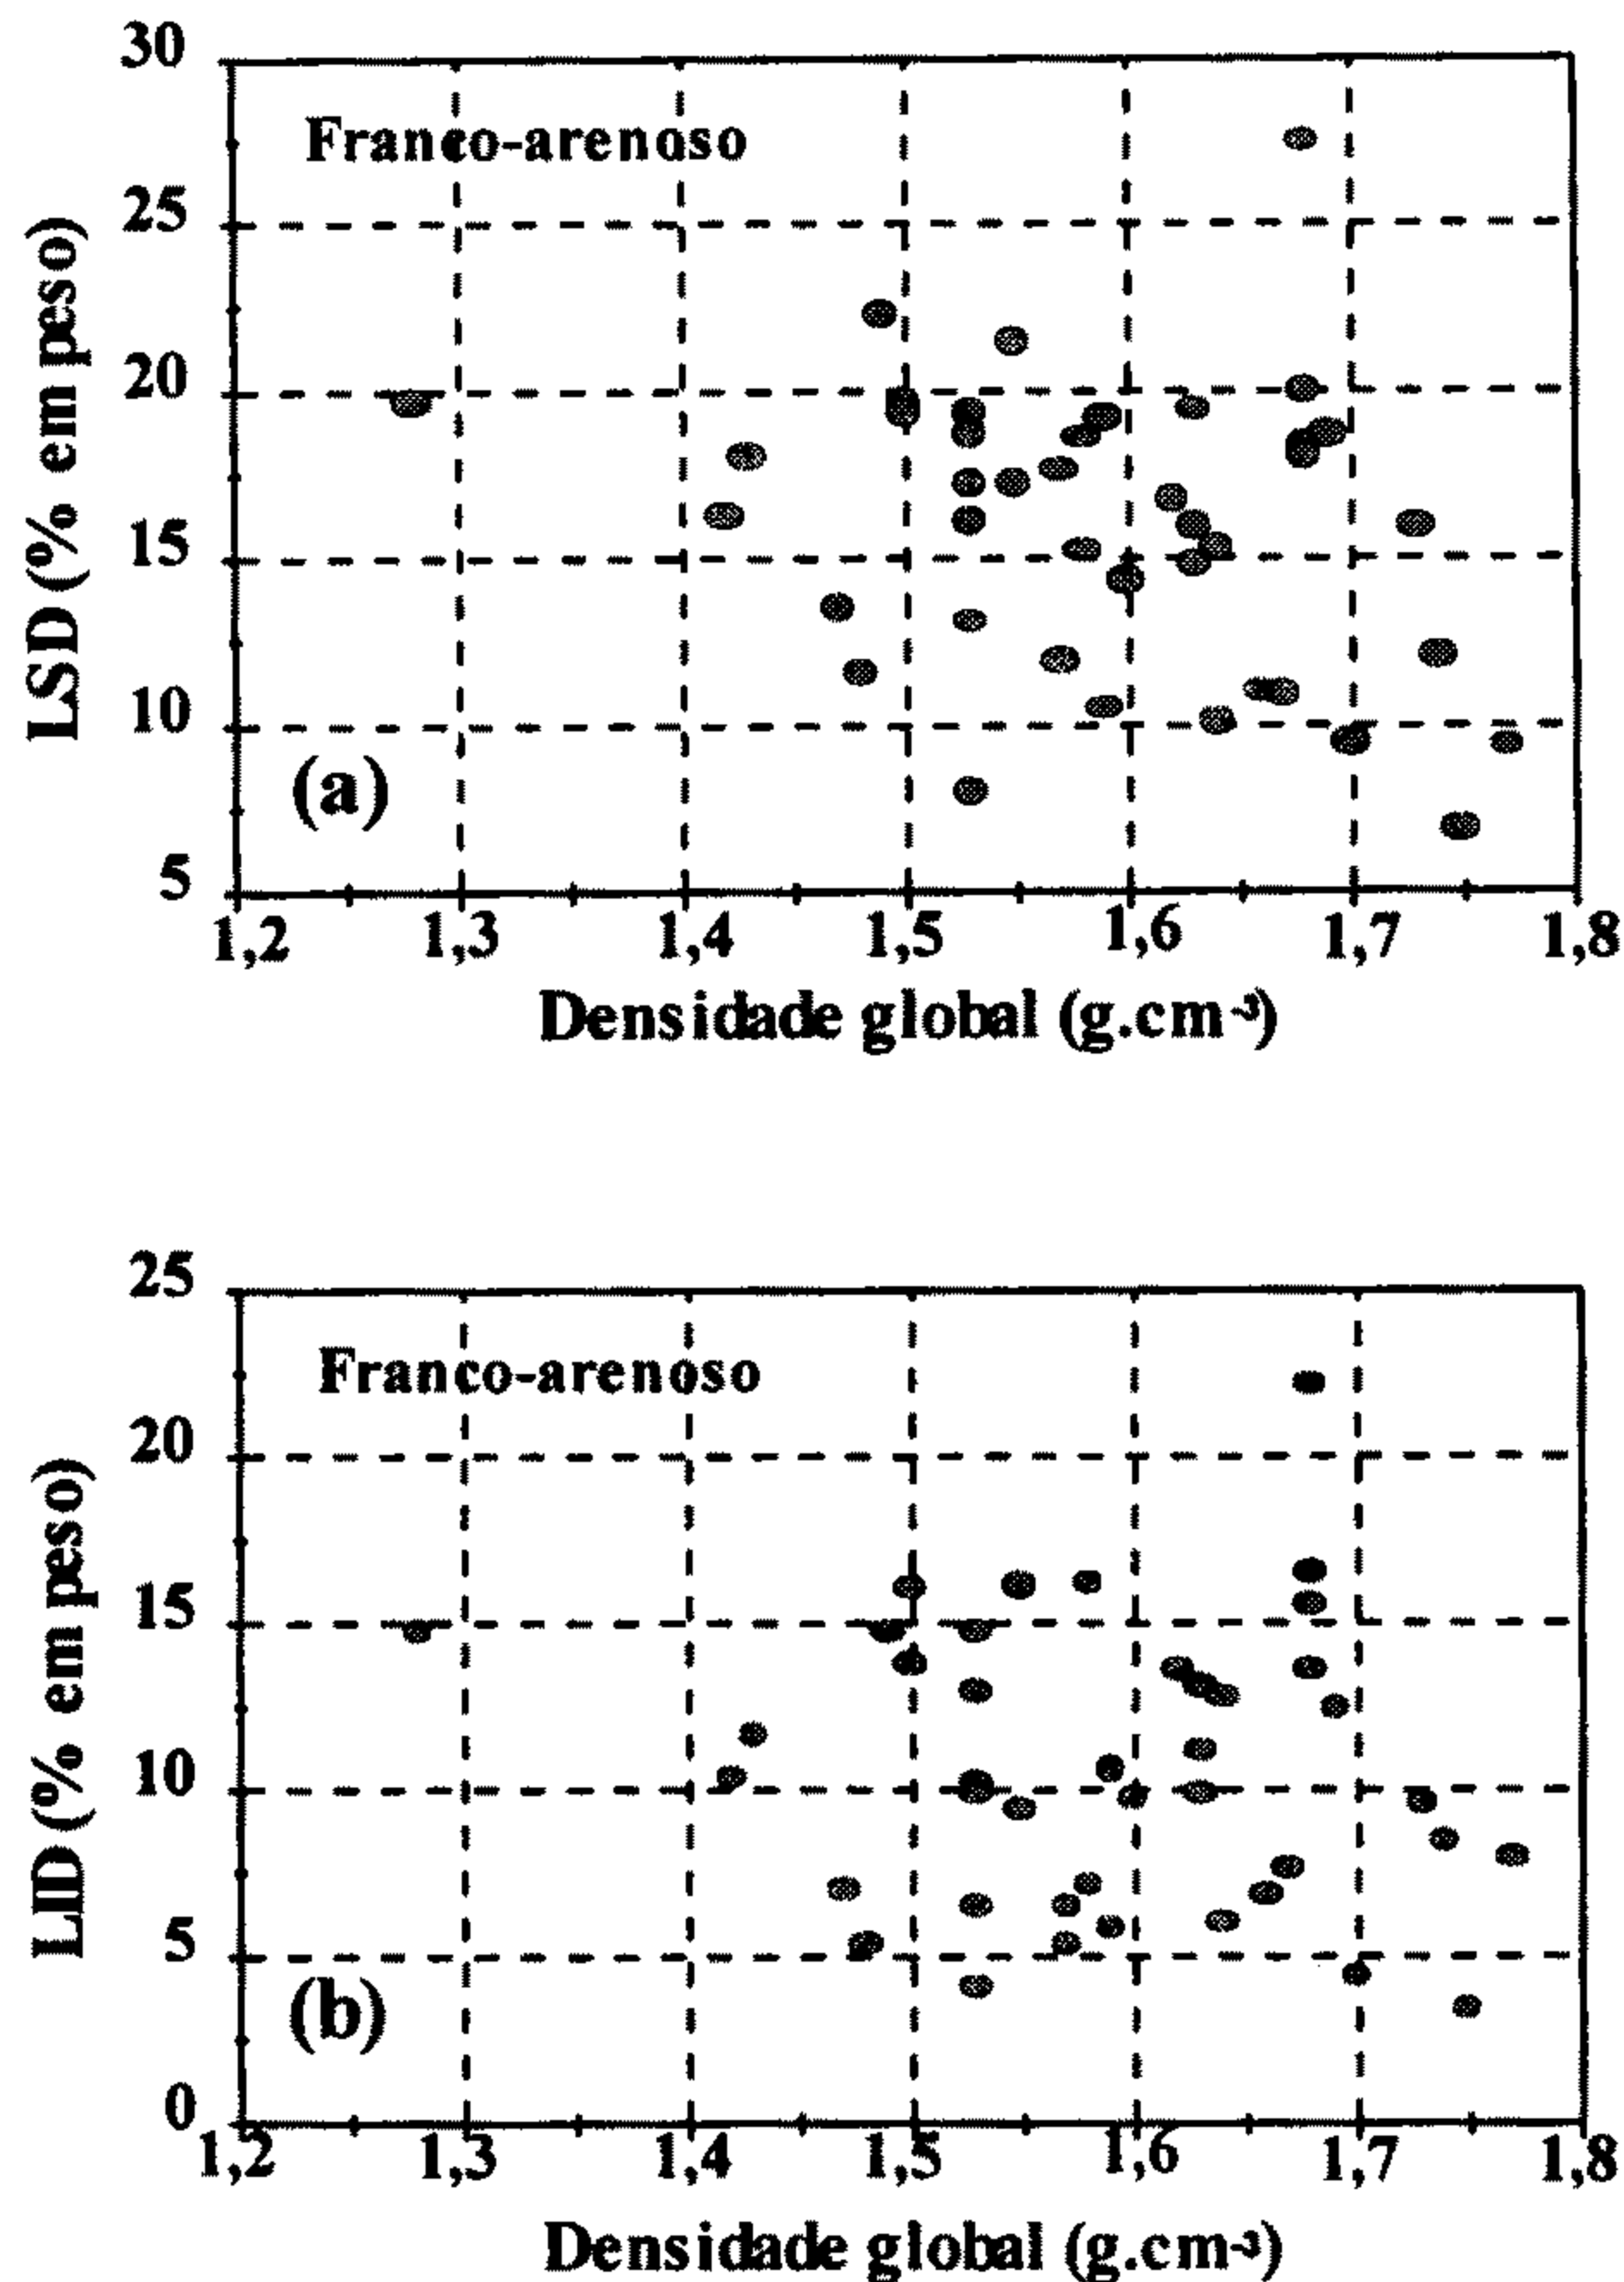 30
Franco-arenoso
25
20
15
10
5
LSD (% em peso)
(a)
1,2 1,3 1,4 1,5 1,6 1,7 1,8
Densidade global (g.cm-3)
25
Franco-arenoso
20
15
10
5
0
LID (% em peso)
(b)
1,2 1,3 1,4 1,5 1,6 1,7 1,8
Densidade global (g.cm-3)